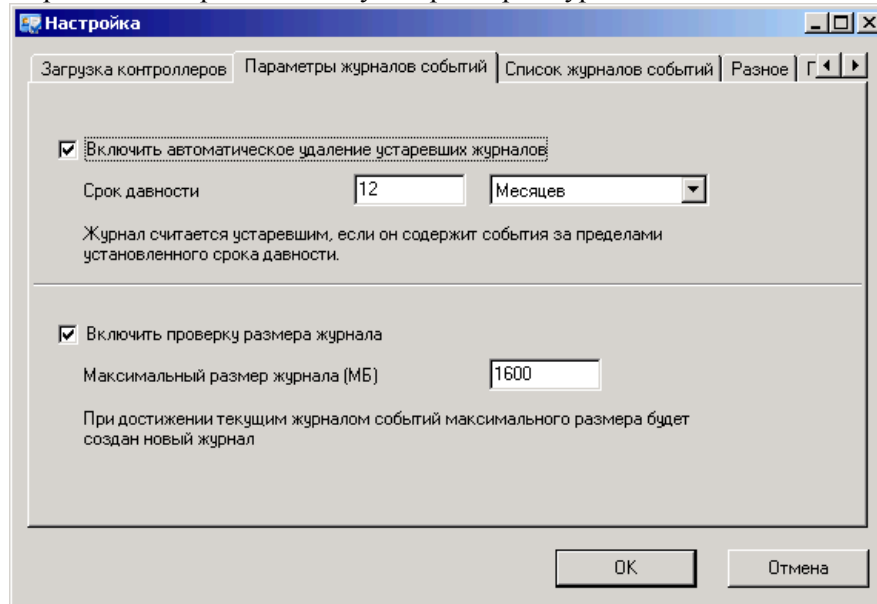 Настройка
Загрузка контроллеров Параметры журналов событий Список журналов событий Разное
Включить автоматическое удаление устаревших журналов
Срок давности 12 Месяцев
Журнал считается устаревшим, если он содержит события за пределами
установленного срока давности.
Включить проверку размера журнала
Максимальный размер журнала (МБ) 1600
При достижении текущим журналом событий максимального размера будет
создан новый журнал
OK Отмена